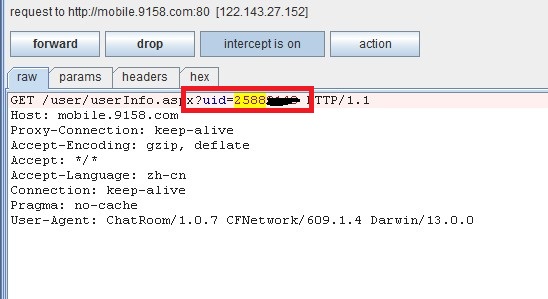 request to http://mobile.9158.com:80 [122.143.27.152]
forward drop intercept is on action
raw params headers hex
GET /user/userInfo.aspx?uid=2588 HTTP/1.1
Host: mobile.9158.com
Proxy-Connection: keep-alive
Accept-Encoding: gzip, deflate
Accept: */*
Accept-Language: zh-cn
Connection: keep-alive
Pragma: no-cache
User-Agent: ChatRoom/1.0.7 CFNetwork/609.1.4 Darwin/13.0.0